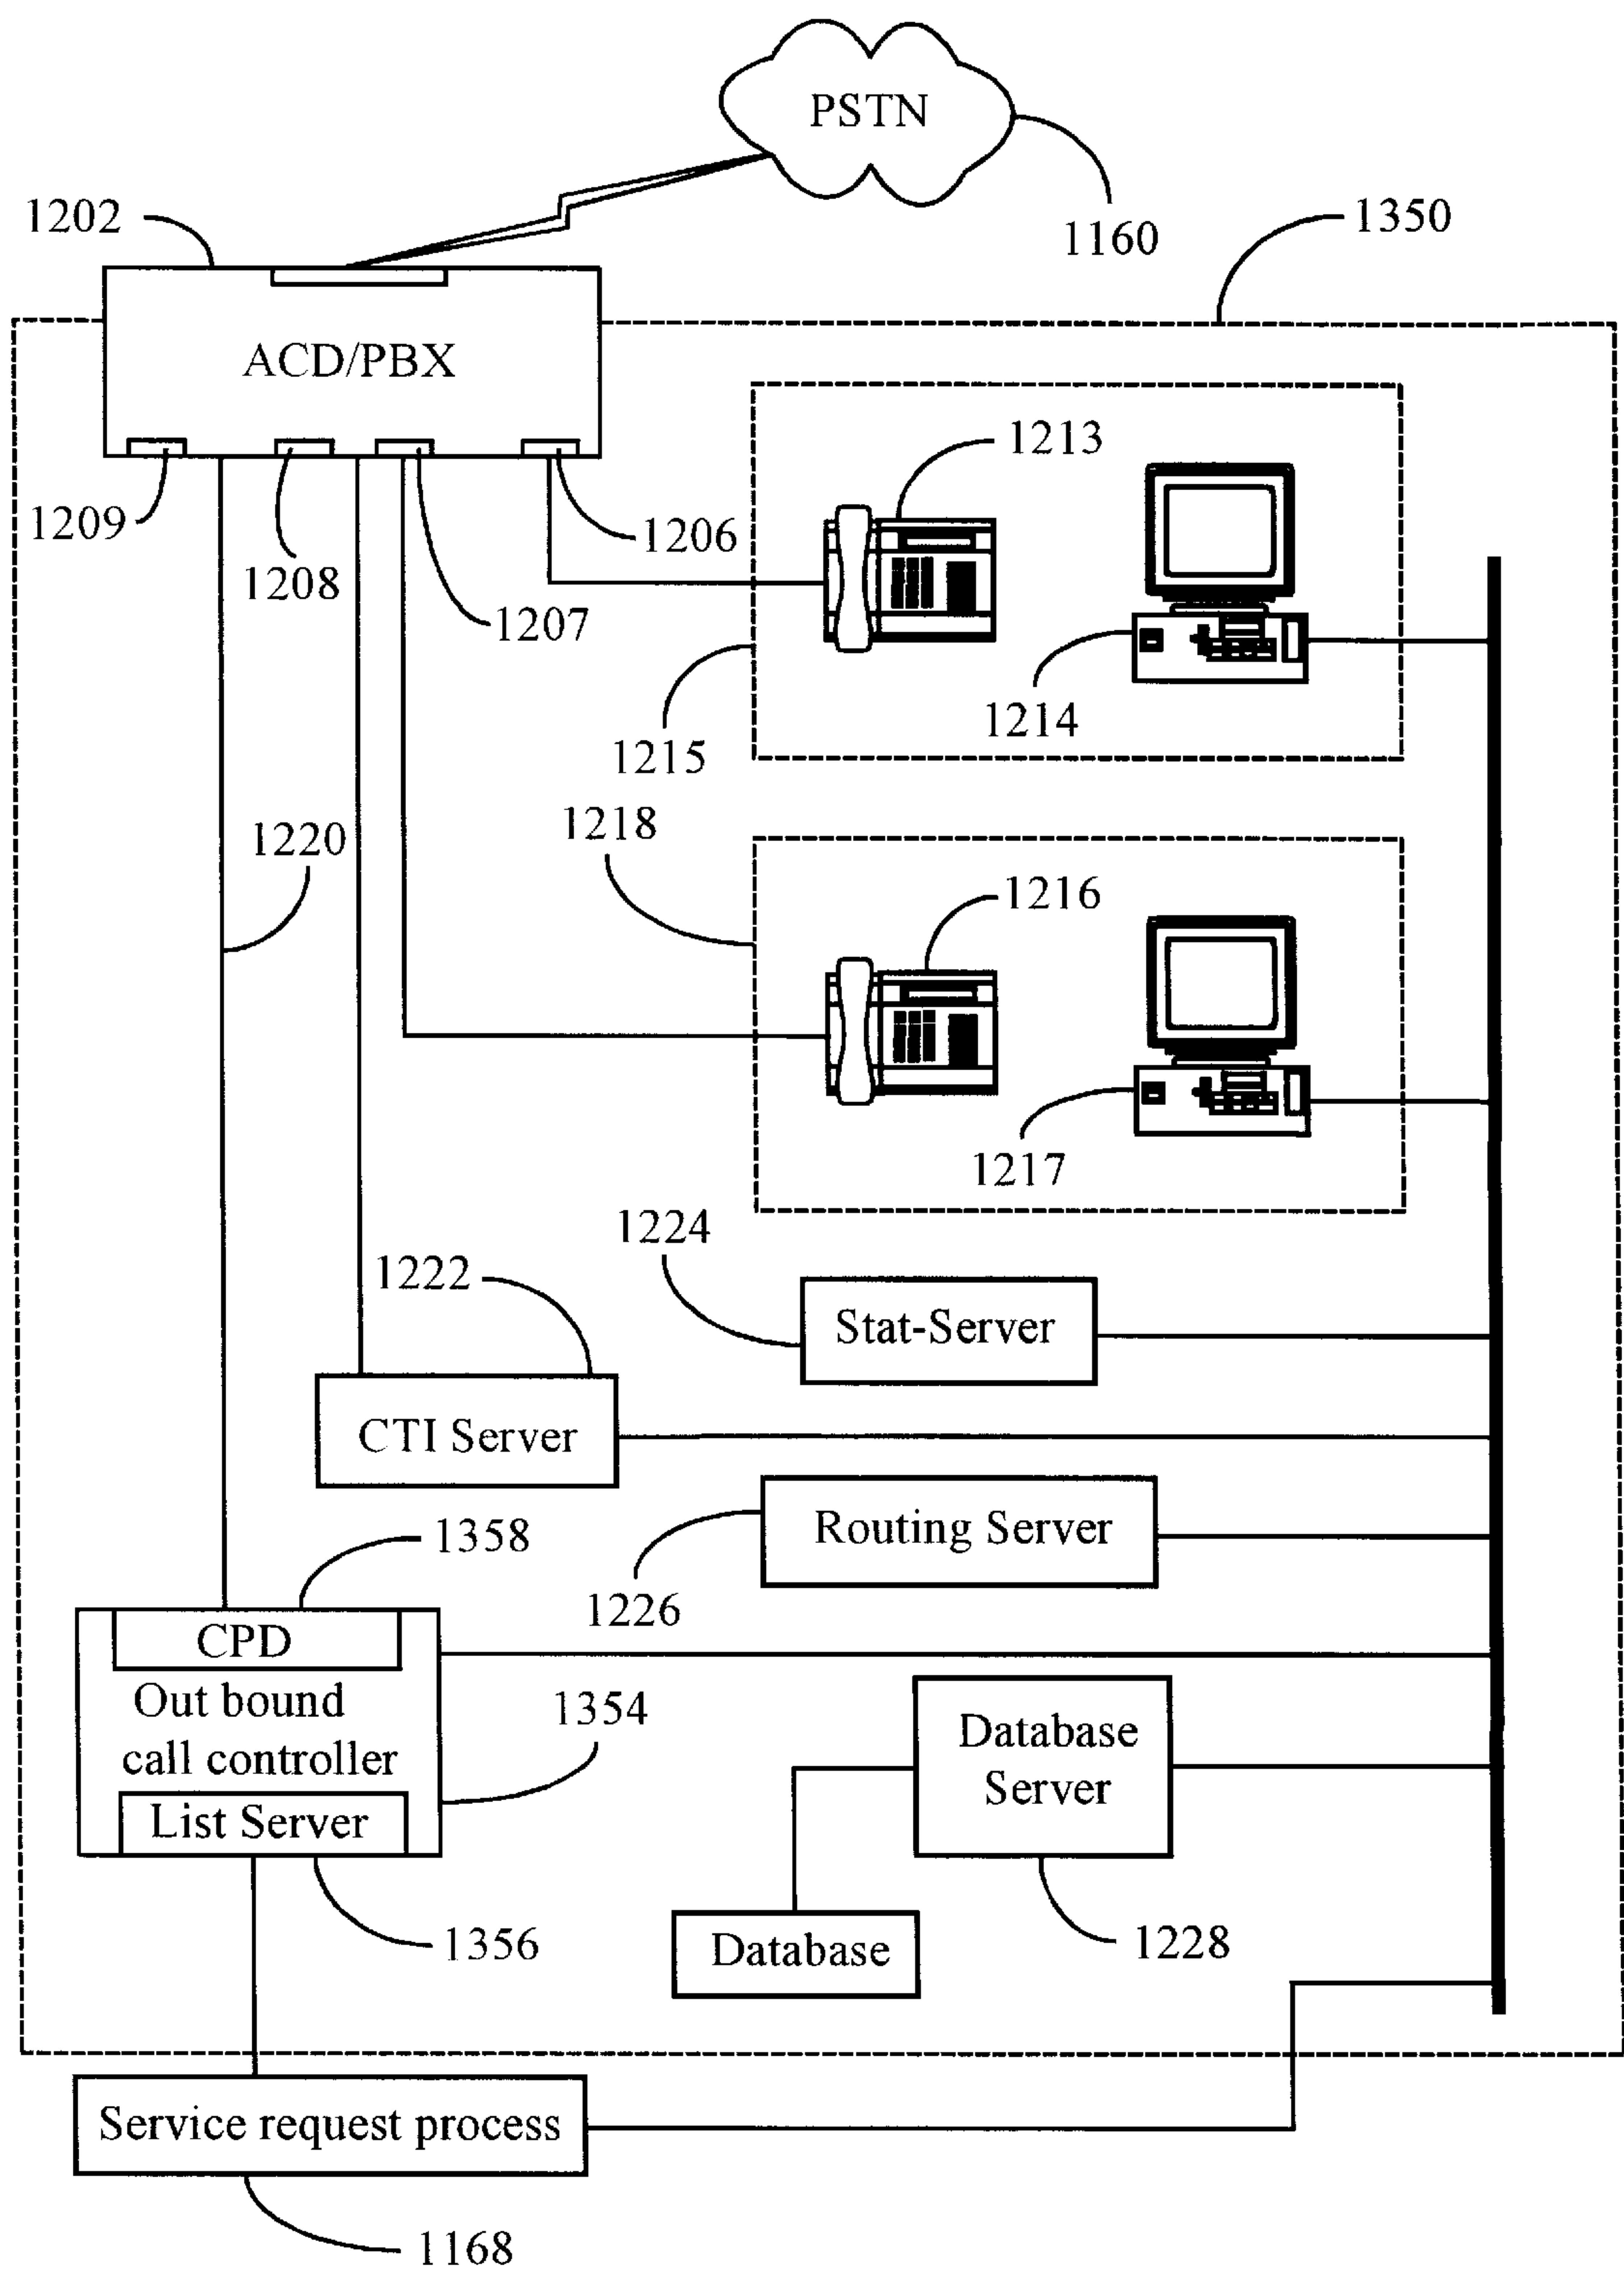 PSTN
1202
1160
1350
ACD/PBX
1213
1209
1208
1206
1207
1214
1215
1218
1220
1216
1217
1224
1222
Stat-Server
CTI Server
1358
Routing Server
1226
CPD
Out bound
call controller
1354
Database
Server
List Server
1356
Database
1228
Service request process
1168